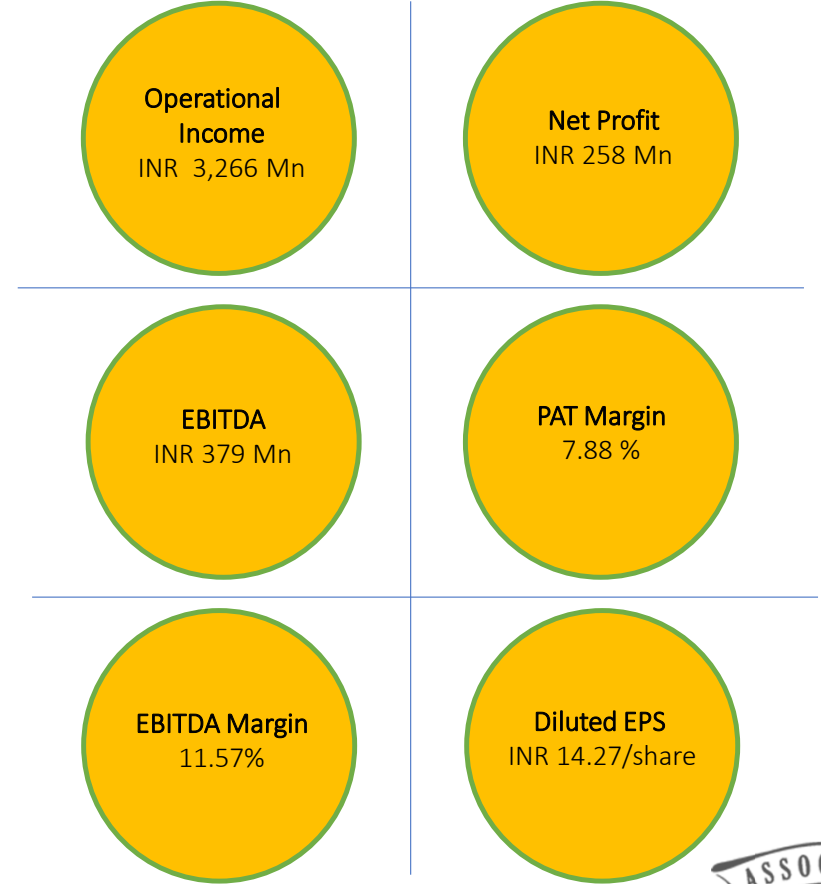 Operational
Income
INR 3,266 Mn
Net Profit
INR 258 Mn
EBITDA
INR 379 Mn
PAT Margin
7.88 %
EBITDA Margin
11.57%
Diluted EPS
INR 14.27/share